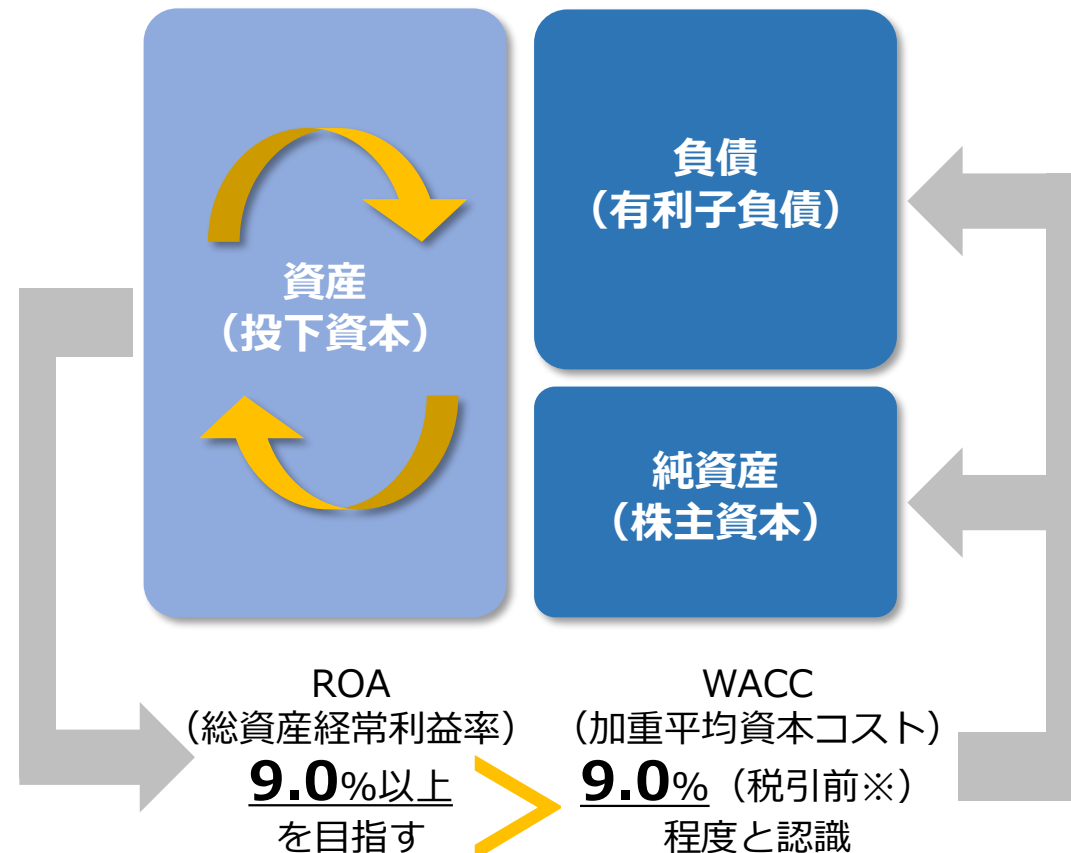 資産
（投下資本）
負債
（有利子負債）
純資産
（株主資本）
ROA
（総資産経常利益率）
9.0%以上
を目指す
WACC
（加重平均資本コスト）
9.0%（税引前※）
程度と認識